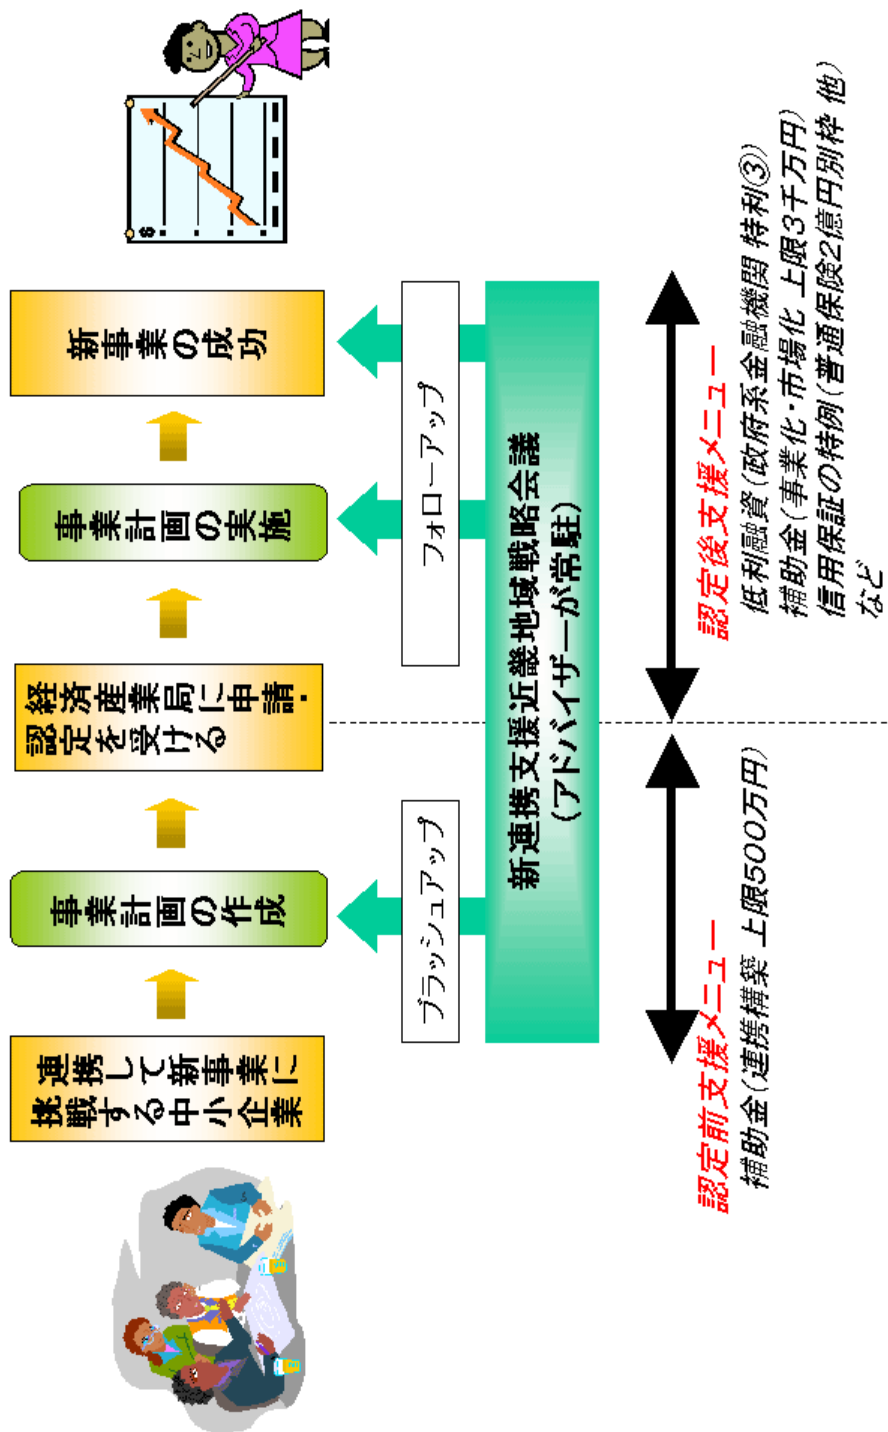 連携して新事業に
挑戦する中小企業
事業計画の作成
経済産業局に申請・
認定を受ける
事業計画の実施
新事業の成功
$
ブラッシュアップ
フォローアップ
新連携支援近畿地域戦略会議
(アドバイザーが常駐)
認定前支援メニュー
補助金(連携構築 上限500万円)
認定後支援メニュー
低利融資(政府系金融機関 特利③)
補助金(事業化・市場化 上限3千万円)
信用保証の特例(普通保険2億円別枠 他)
など